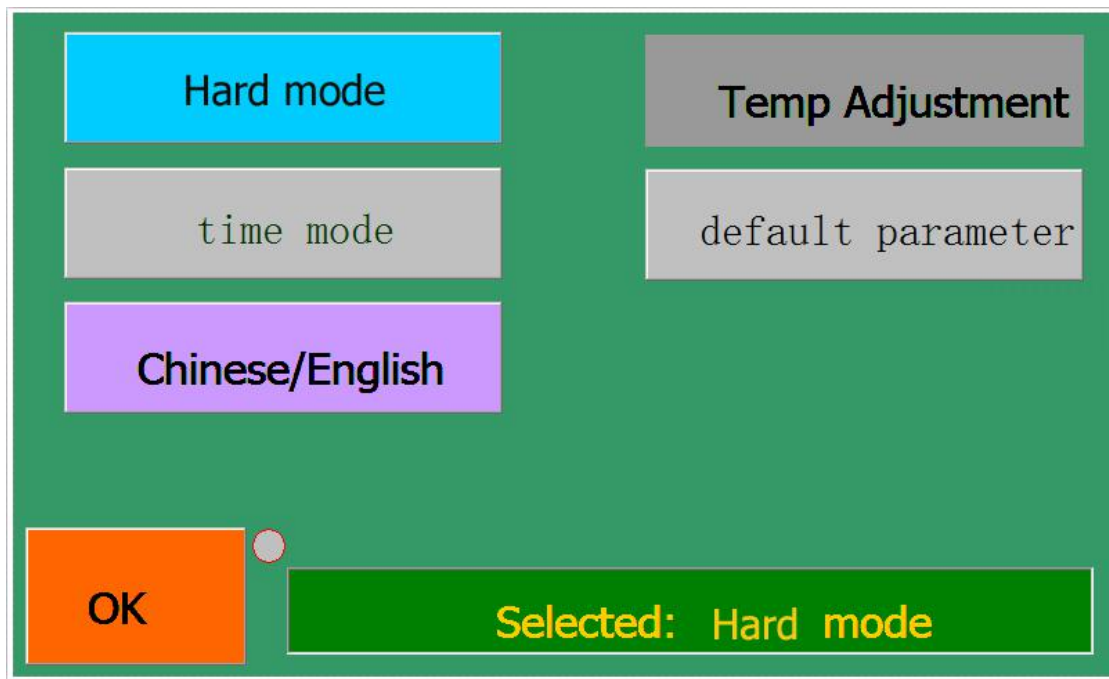 Hard mode
Temp Adjustment
time mode
default parameter
Chinese/English
OK
Selected: Hard mode